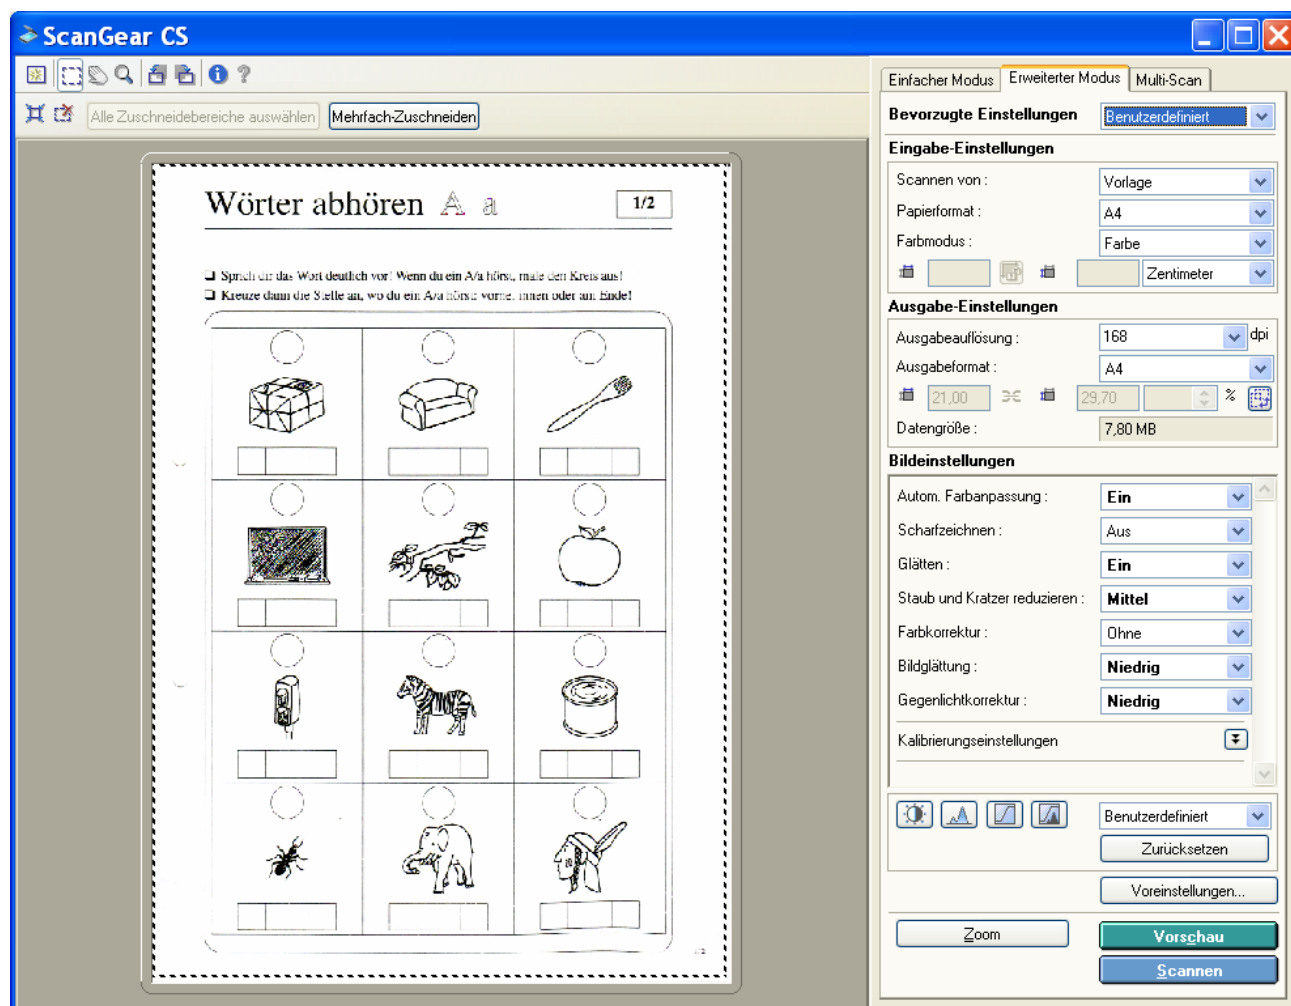 ScanGear CS
Alle Zuschneidebereiche auswählen
Mehrfach-Zuschneiden
Wörter abhören A a
1/2
Sprich dir das Wort deutlich vor! Wenn du ein A/a hörst, male den Kreis aus!
Kreuze dann die Stelle an, wo du ein A/a hörst: vorne, innen oder am Ende!
1/2
Einfacher Modus
Erweiterter Modus
Multi-Scan
Bevorzugte Einstellungen
Benutzerdefiniert
Eingabe-Einstellungen
Scannen von :
Vorlage
Papierformat :
A4
Farbmodus :
Farbe
Zentimeter
Ausgabe-Einstellungen
Ausgabeauflösung :
168
dpi
Ausgabeformat :
A4
21,00
29,70
%
Datengröße :
7,80 MB
Bildeinstellungen
Autom. Farbanpassung :
Ein
Scharfzeichnen :
Aus
Glätten :
Ein
Staub und Kratzer reduzieren :
Mittel
Farbkorrektur :
Ohne
Bildglättung :
Niedrig
Gegenlichtkorrektur :
Niedrig
Kalibrierungseinstellungen
Benutzerdefiniert
Zurücksetzen
Voreinstellungen...
Zoom
Vorschau
Scannen